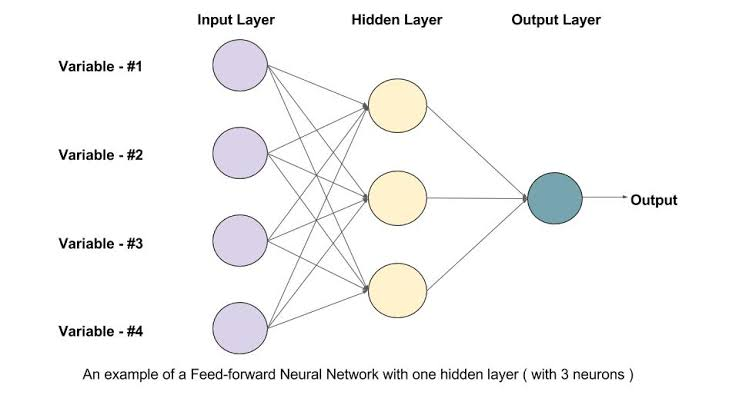 Input Layer
Hidden Layer
Output Layer
Variable - #1
Variable - #2
Variable - #3
Variable - #4
Output
An example of a Feed-forward Neural Network with one hidden layer ( with 3 neurons )